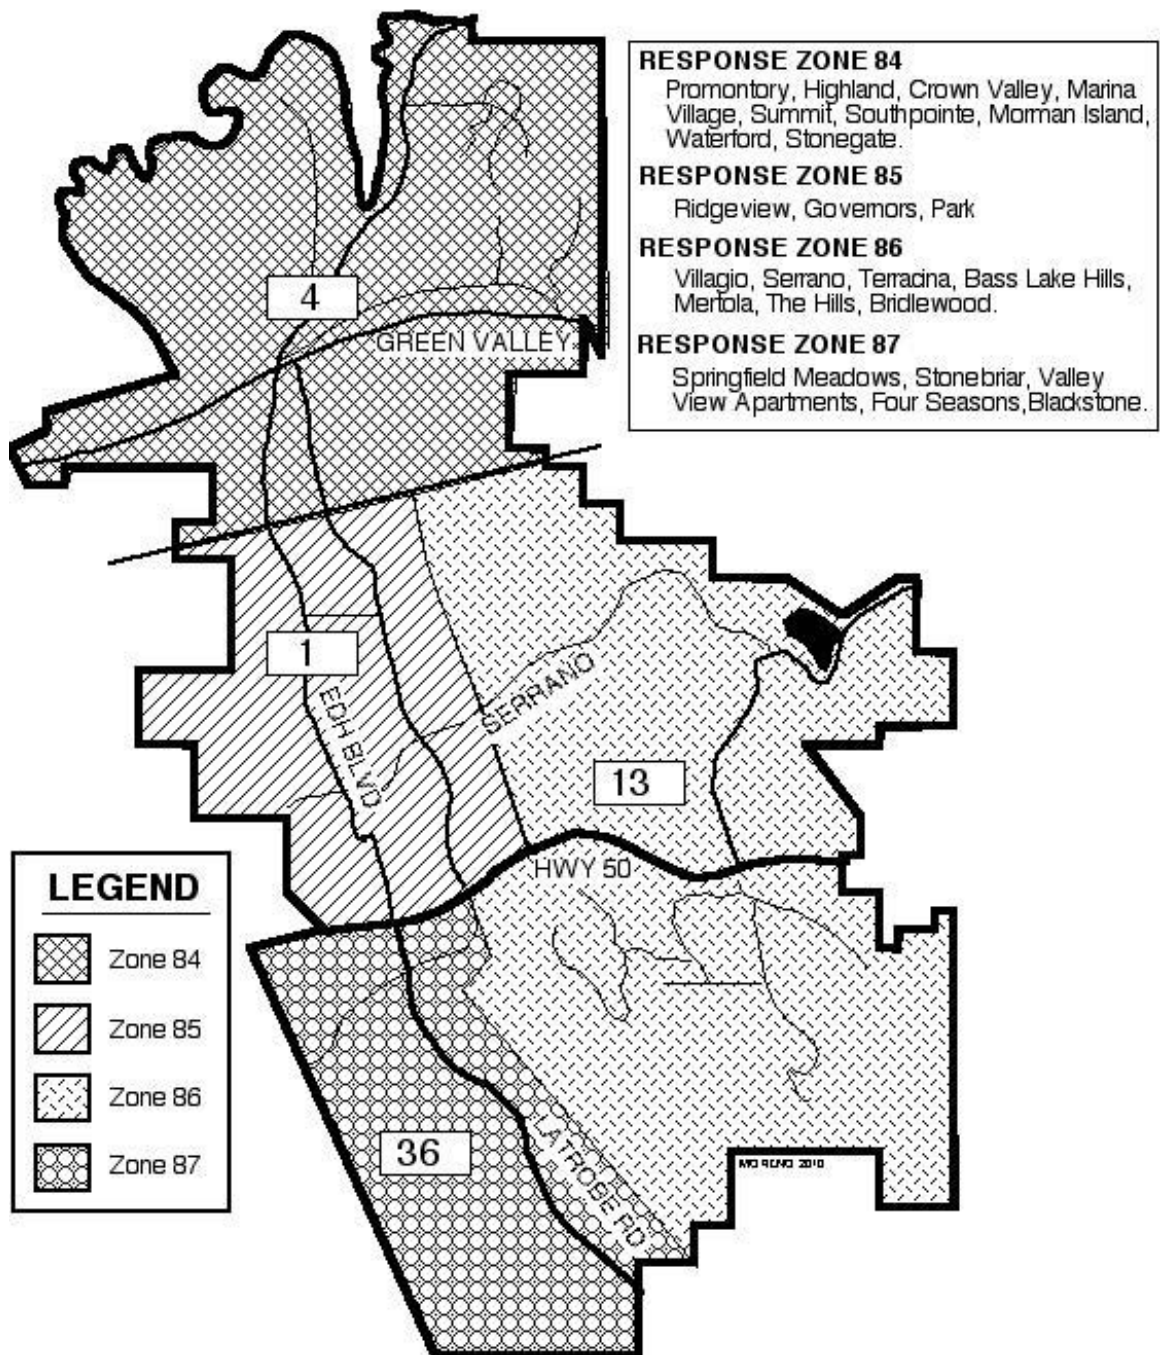 RESPONSE ZONE 84
Promontory, Highland, Crown Valley, Marina
Village, Summit, Southpointe, Morman Island,
Waterford, Stonegate.
RESPONSE ZONE 85
Ridgeview, Governors, Park
RESPONSE ZONE 86
Villagio, Serrano, Terracina, Bass Lake Hills,
Mertola, The Hills, Bridlewood.
RESPONSE ZONE 87
Springfield Meadows, Stonebriar, Valley
View Apartments, Four Seasons,Blackstone.
4
GREEN VALLEY
1
EDH BLVD
SERRANO
13
HWY 50
LEGEND
Zone 84
Zone 85
Zone 86
Zone 87
36
LATROBE RD
MORENO 2010